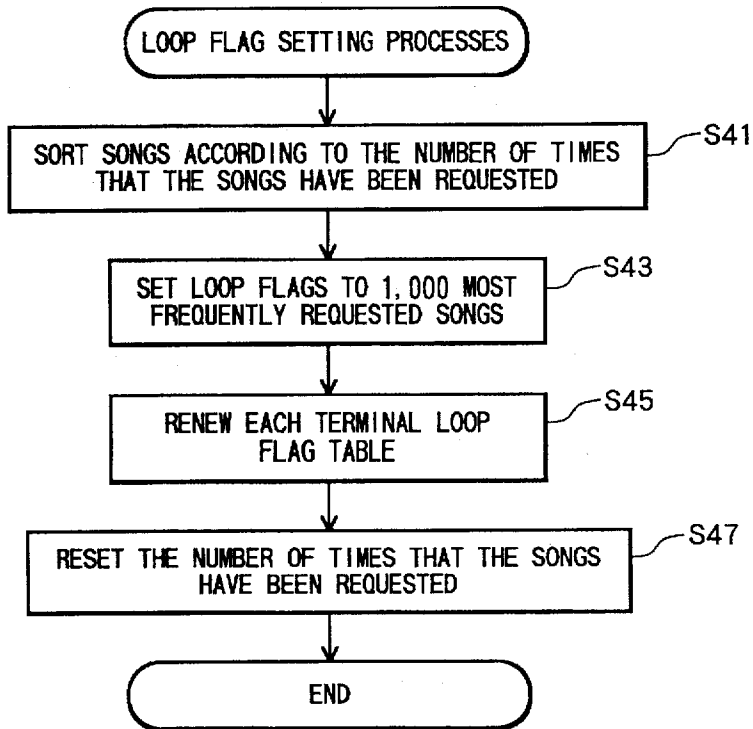 LOOP FLAG SETTING PROCESSES
S41
SORT SONGS ACCORDING TO THE NUMBER OF TIMES
THAT THE SONGS HAVE BEEN REQUESTED
S43
SET LOOP FLAGS TO 1,000 MOST
FREQUENTLY REQUESTED SONGS
S45
RENEW EACH TERMINAL LOOP
FLAG TABLE
S47
RESET THE NUMBER OF TIMES THAT THE SONGS
HAVE BEEN REQUESTED
END